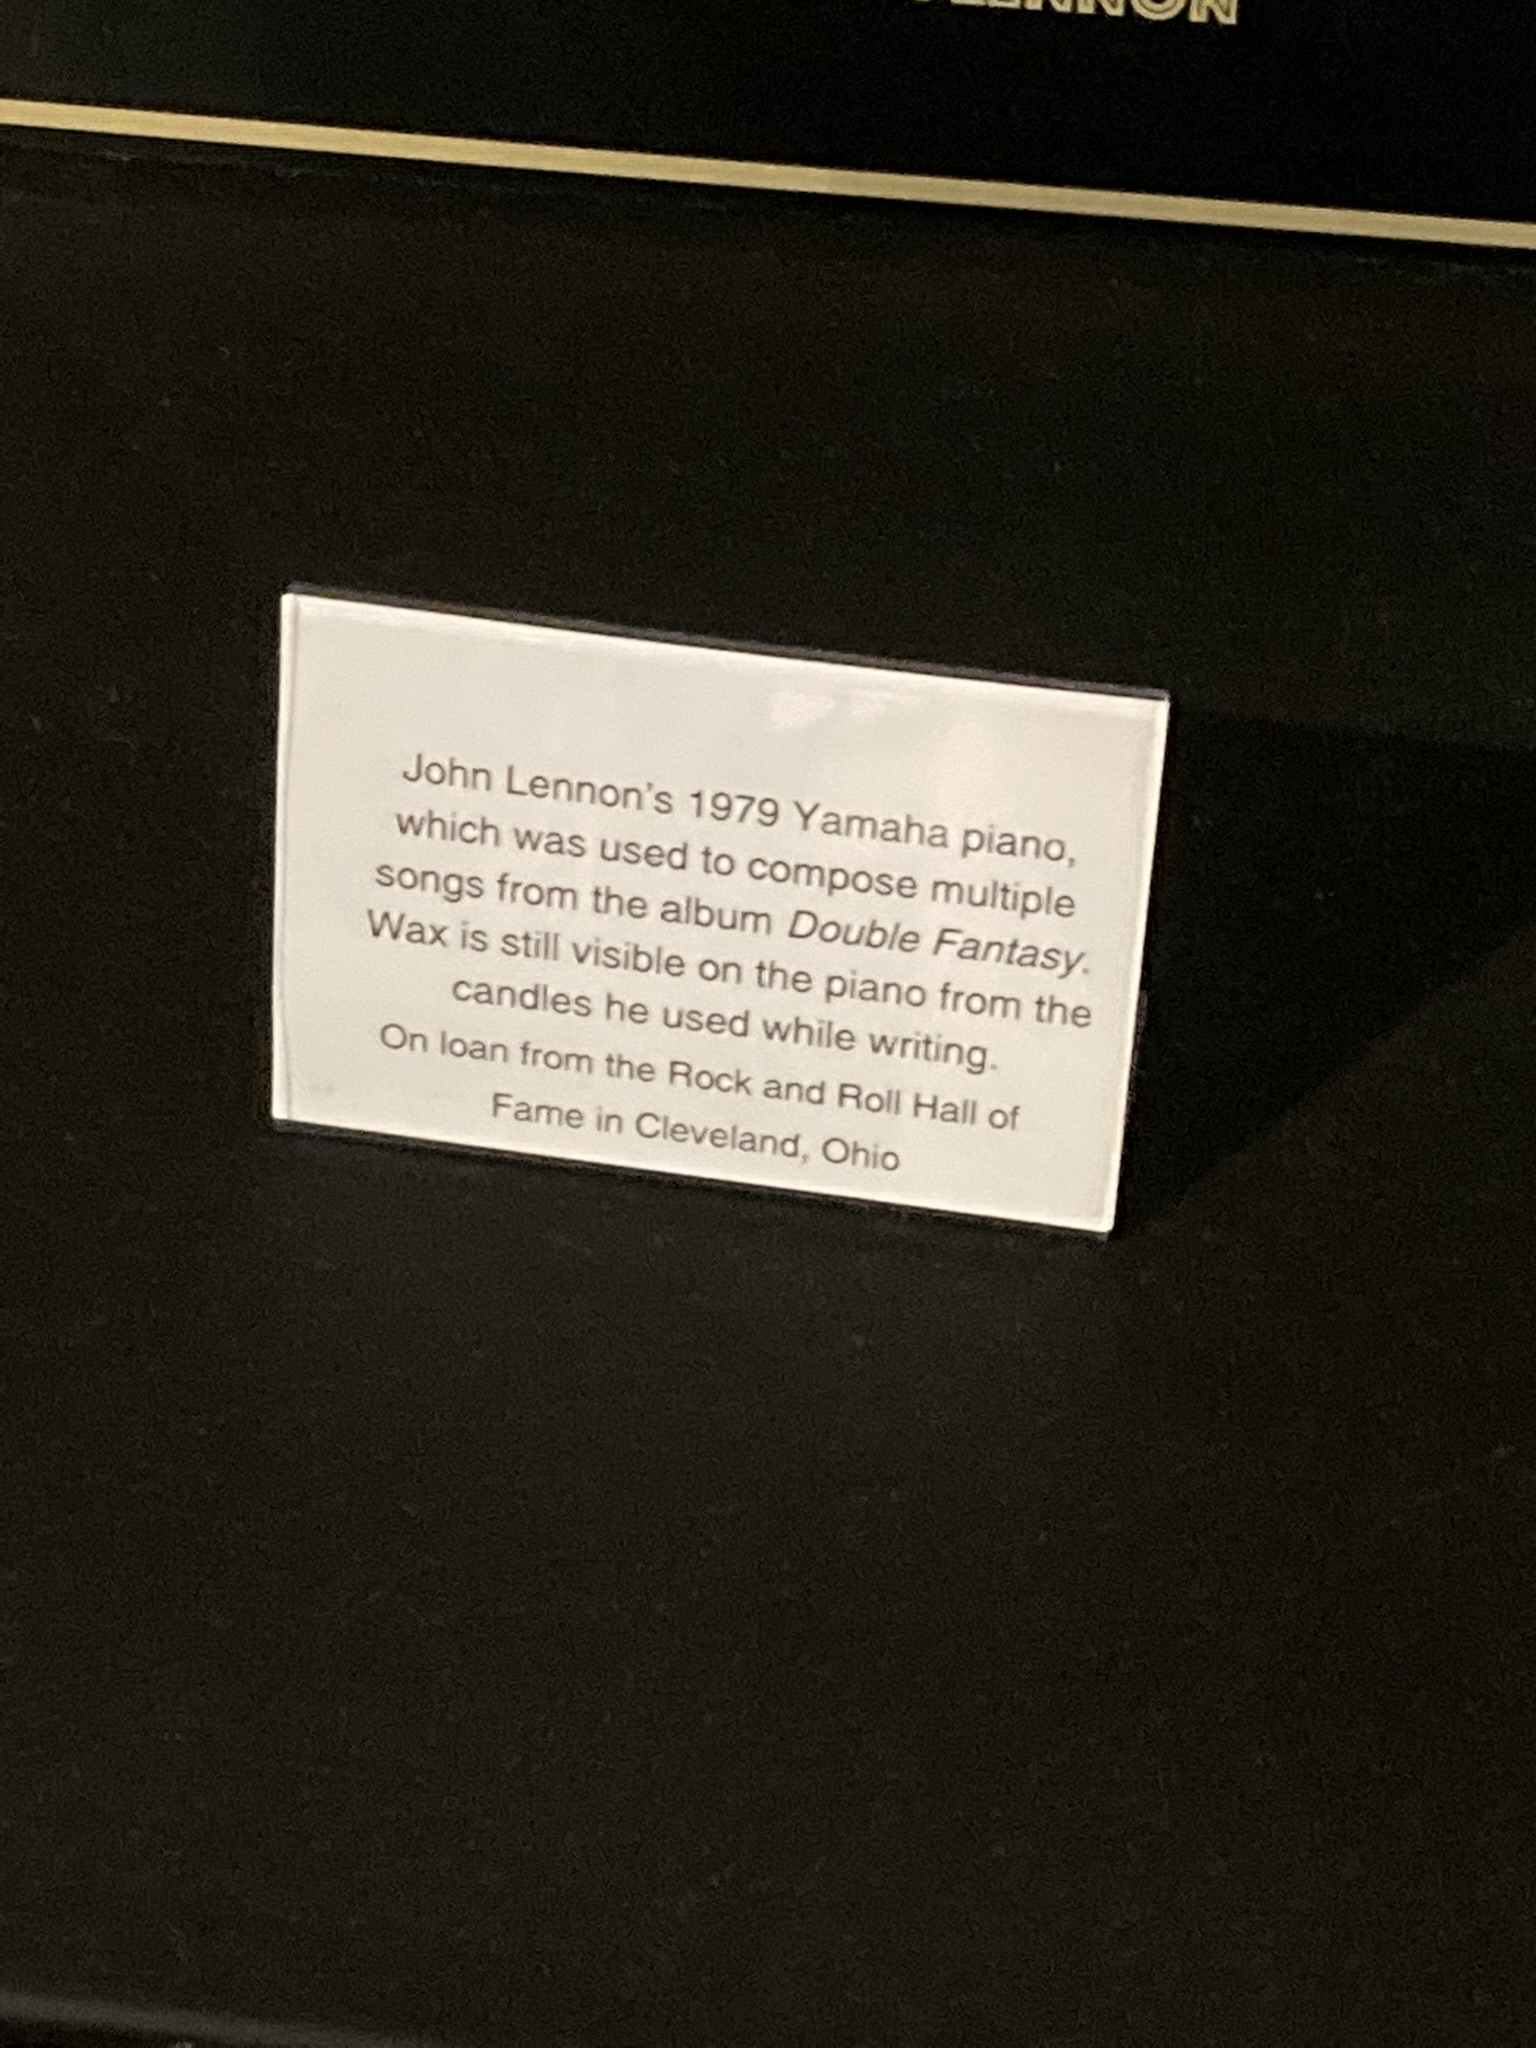 LENNON
John Lennon's 1979 Yamaha piano,
which was used to compose multiple
songs from the album Double Fantasy.
Wax is still visible on the piano from the
candles he used while writing.
On loan from the Rock and Roll Hall of
Fame in Cleveland, Ohio